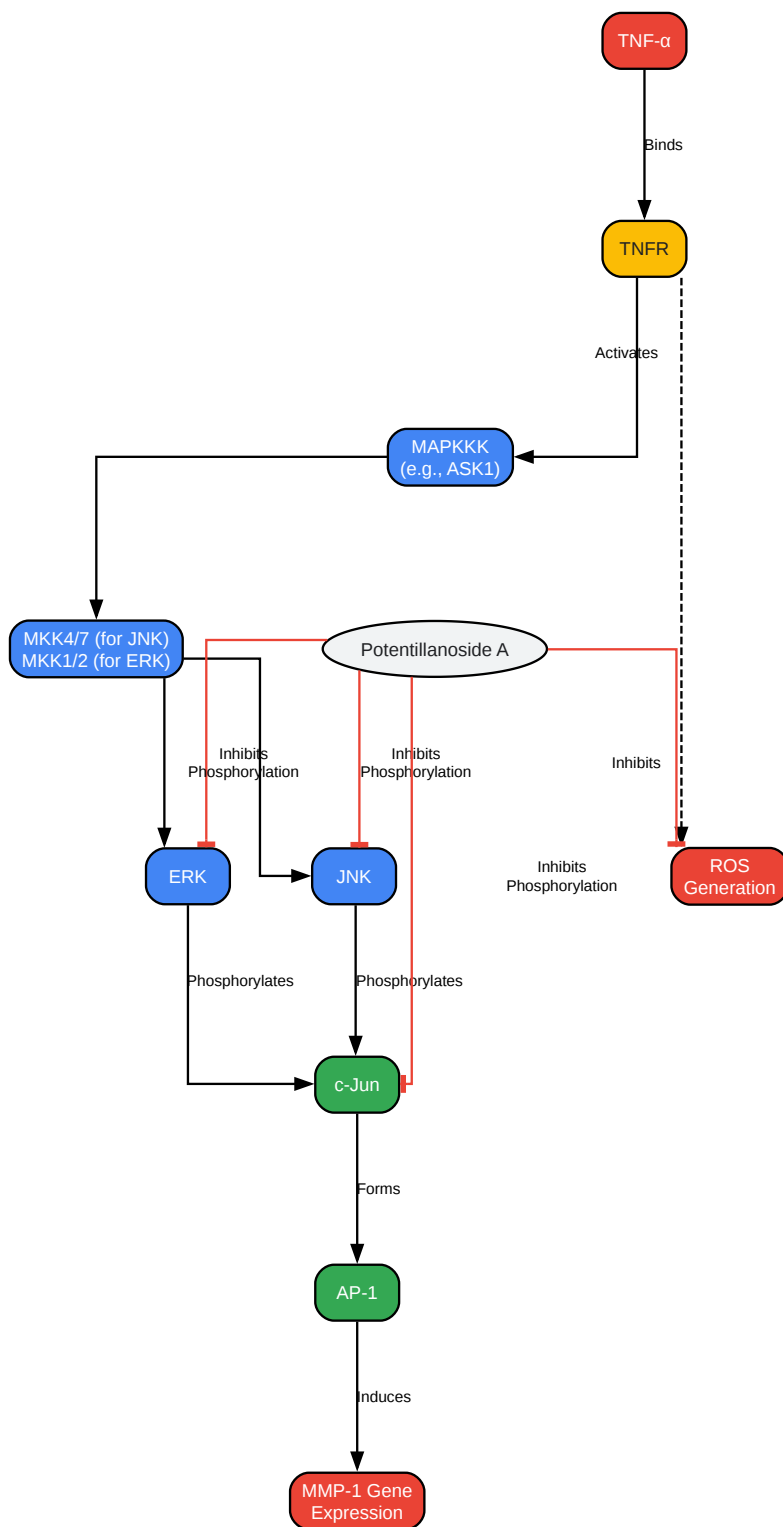 TNF-α
Binds
TNFR
Activates
MAPKKK
(e.g., ASK1)
MKK4/7 (for JNK)
MKK1/2 (for ERK)
Potentillanoside A
Inhibits
Phosphorylation
Inhibits
Phosphorylation
Inhibits
ERK
JNK
Inhibits
Phosphorylation
ROS
Generation
Phosphorylates
Phosphorylates
c-Jun
Forms
AP-1
Induces
MMP-1 Gene
Expression